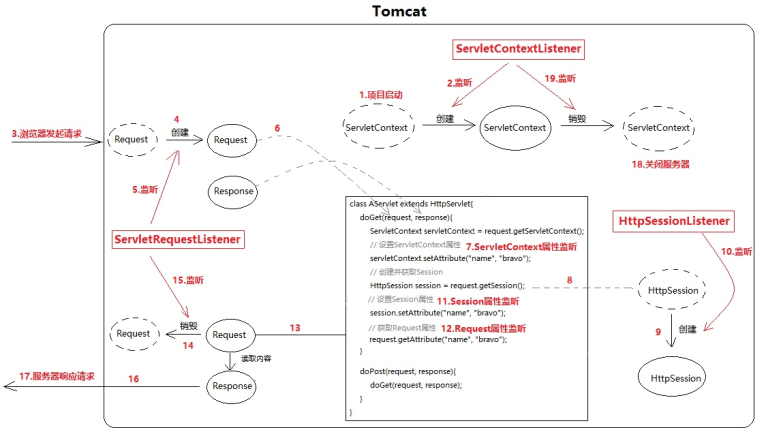 Tomcat
ServletContextListener
2.监听
19.监听
1.项目启动
ServletContext
创建
ServletContext
销毁
ServletContext
18.关闭服务器
3.浏览器发起请求
Request
4
创建
Request
6
Response
5.监听
ServletRequestListener
15.监听
class AServlet extends HttpServlet{
doGet(request, response){
ServletContext servletContext = request.getServletContext();
// 设置ServletContext属性 7.ServletContext属性监听
servletContext.setAttribute("name", "bravo");
// 创建并获取Session
HttpSession session = request.getSession();
// 设置Session属性 11.Session属性监听
session.setAttribute("name", "bravo");
// 获取Request属性 12.Request属性监听
request.getAttribute("name", "bravo");
}
doPost(request, response){
doGet(request, response);
}
}
8
HttpSessionListener
10.监听
HttpSession
9
创建
HttpSession
13
Request
销毁
14
Request
读取内容
Response
16
17.服务器响应请求